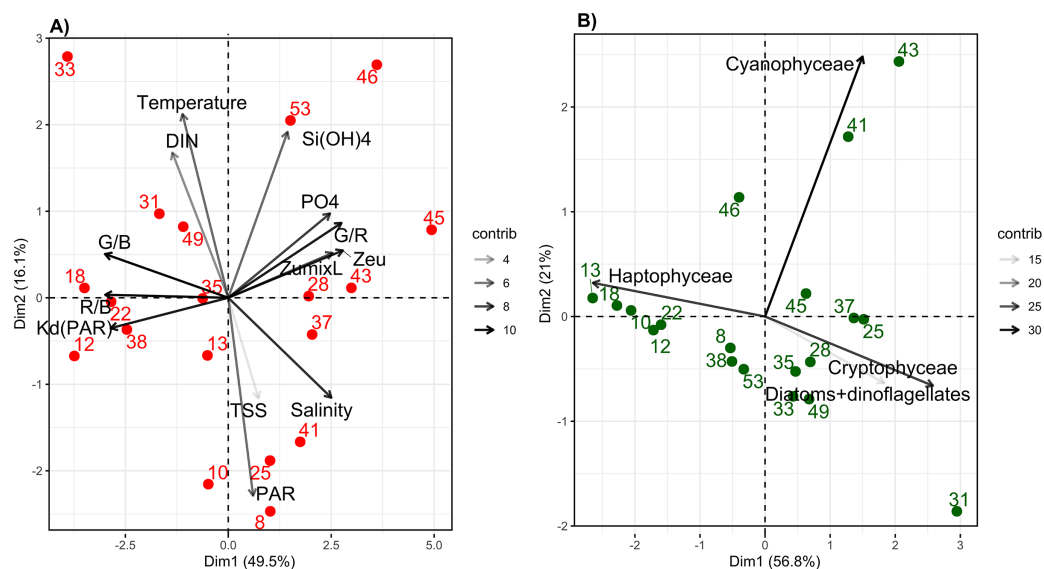 A)
Dim2 (16.1%)
3
2
1
0
-1
-2
-2.5
0.0
2.5
5.0
Dim1 (49.5%)
33
46
53
Temperature
DIN
Si(OH)4
PO4
31
49
45
G/R
G/B
Zeu
ZumixL
18
35
28
43
R/B
22
Kd(PAR)
38
12
13
37
TSS
Salinity
41
10
25
PAR
8
contrib
4
6
8
10
B)
Dim2 (21%)
2
1
0
-1
-2
-2
-1
0
1
2
3
Dim1 (56.8%)
43
Cyanophyceae
41
46
13
Haptophyceae
18
45
37
10
22
25
12
8
38
53
35
28
Cryptophyceae
Diatoms+dinoflagellates
33
49
31
contrib
15
20
25
30